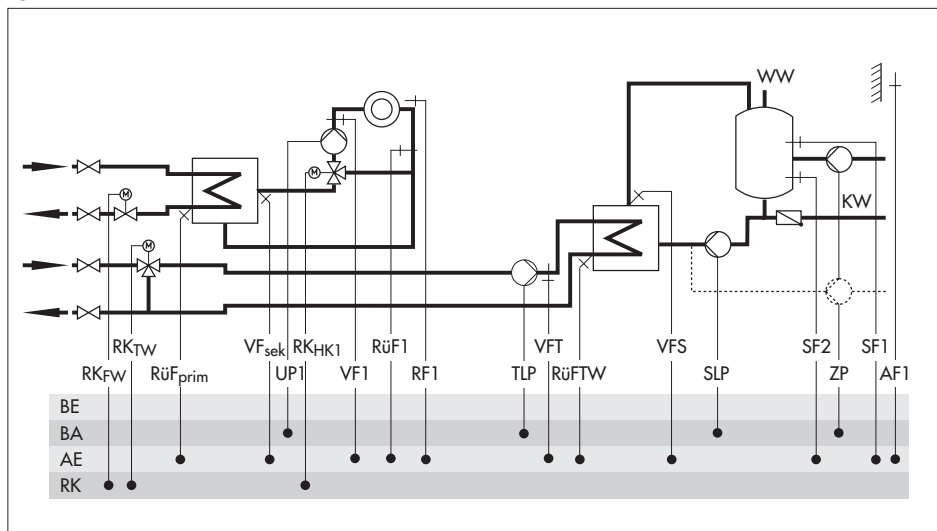 WW
KW
M
M
M
RKTW VFsek RKHK1 RüF1 VFT VFS SF2 SF1
RKFW RüFprim UP1 VF1 RF1 TLP RüFTW SLP ZP AF1
BE
BA
AE
RK